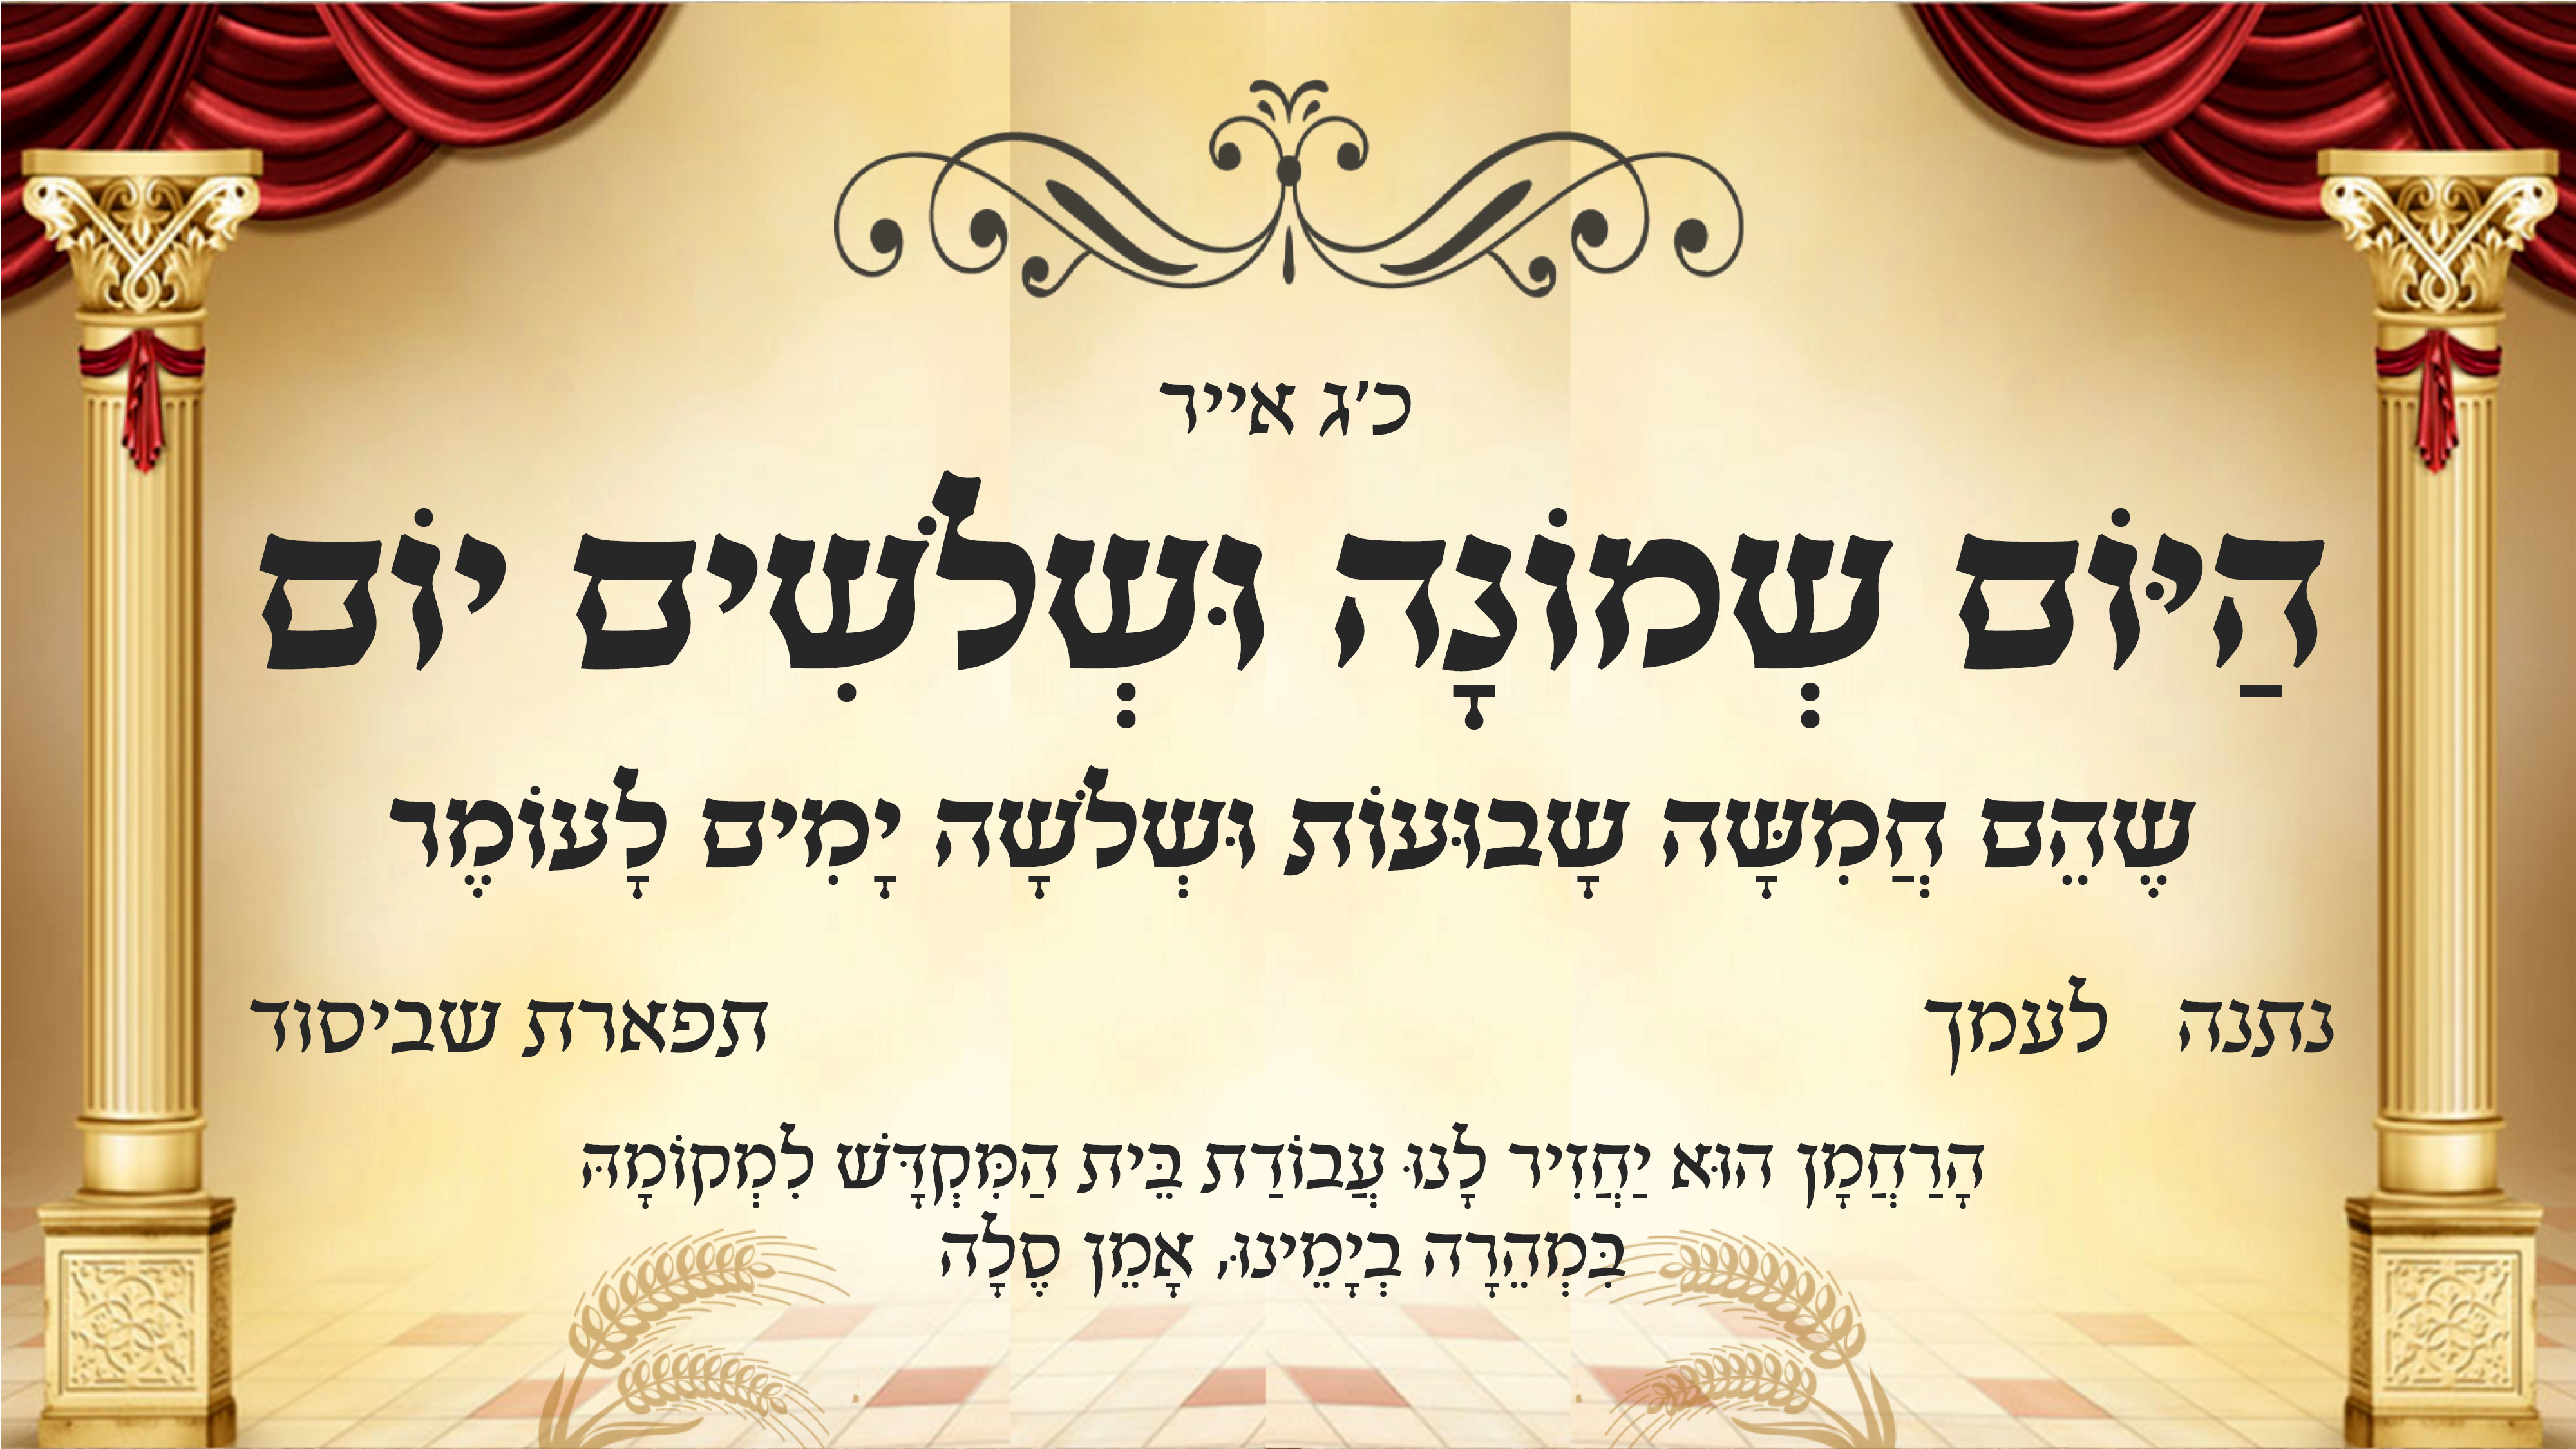 כ'ג אייר
הַיּוֹם שְׁמוֹנָה וּשְׁלֹשִׁים יוֹם
שֶׁהֵם חֲמִשָּׁה שָׁבוּעוֹת וּשְׁלֹשָׁה יָמִים לָעוֹמֶר
נתנה לעמך תפארת שביסוד
הָרַחֲמָן הוּא יַחֲזִיר לָנוּ עֲבוֹדַת בֵּית הַמִּקְדָּשׁ לִמְקוֹמָהּ
בִּמְהֵרָה בְיָמֵינוּ, אָמֵן סֶלָה